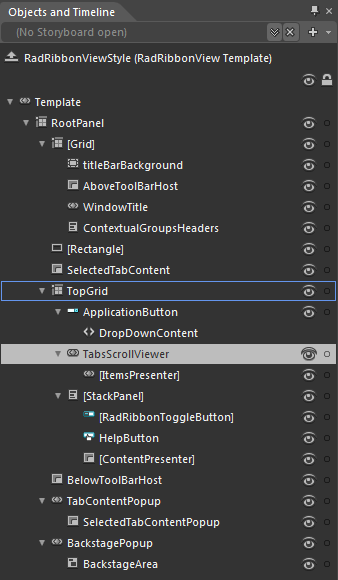 Objects and Timeline
(No Storyboard open)
RadRibbonViewStyle (RadRibbonView Template)
Template
RootPanel
[Grid]
titleBarBackground
AboveToolBarHost
WindowTitle
ContextualGroupsHeaders
[Rectangle]
SelectedTabContent
TopGrid
ApplicationButton
DropDownContent
TabsScrollViewer
[ItemsPresenter]
[StackPanel]
[RadRibbonToggleButton]
HelpButton
[ContentPresenter]
BelowToolBarHost
TabContentPopup
SelectedTabContentPopup
BackstagePopup
BackstageArea